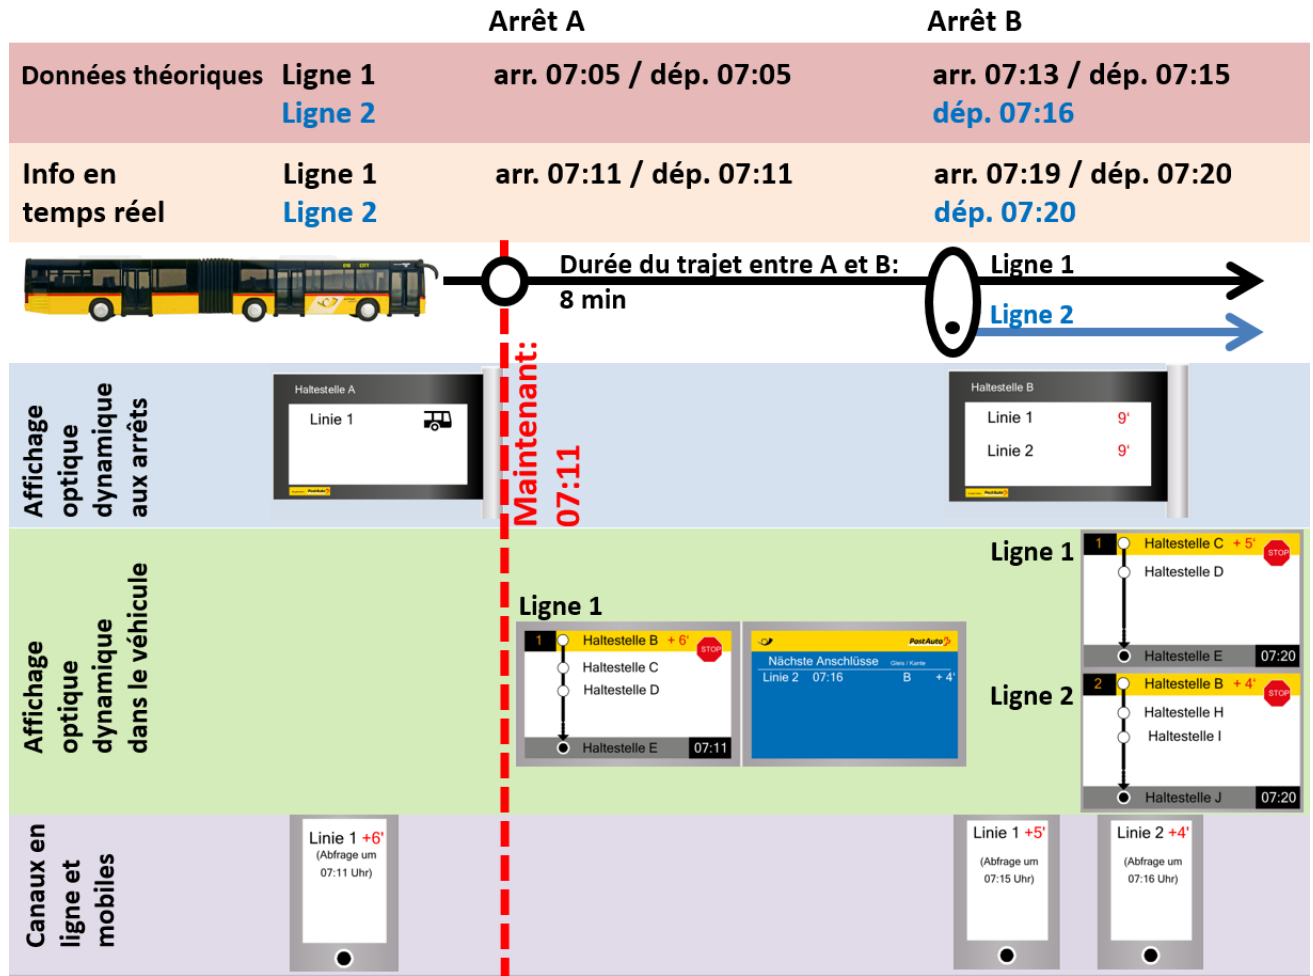 Arrêt A
Arrêt B
Données théoriques Ligne 1 arr. 07:05 / dép. 07:05 arr. 07:13 / dép. 07:15
Ligne 2 dép. 07:16
Info en Ligne 1 arr. 07:11 / dép. 07:11 arr. 07:19 / dép. 07:20
temps réel Ligne 2 dép. 07:20
Durée du trajet entre A et B:
8 min
Ligne 1
Ligne 2
Maintenant:
07:11
Affichage
optique
dynamique
aux arrêts
Haltestelle A
Linie 1
PostAuto
Haltestelle B
Linie 1 9'
Linie 2 9'
PostAuto
Affichage
optique
dynamique
dans le véhicule
Ligne 1
1 Haltestelle B + 6' STOP
Haltestelle C
Haltestelle D
Haltestelle E 07:11
PostAuto
Nächste Anschlüsse Gleis / Kante
Linie 2 07:16 B + 4'
Ligne 1
1 Haltestelle C + 5' STOP
Haltestelle D
Haltestelle E 07:20
Ligne 2
2 Haltestelle B + 4' STOP
Haltestelle H
Haltestelle I
Haltestelle J 07:20
Canaux en
ligne et
mobiles
Linie 1 +6'
(Abfrage um
07:11 Uhr)
Linie 1 +5'
(Abfrage um
07:15 Uhr)
Linie 2 +4'
(Abfrage um
07:16 Uhr)